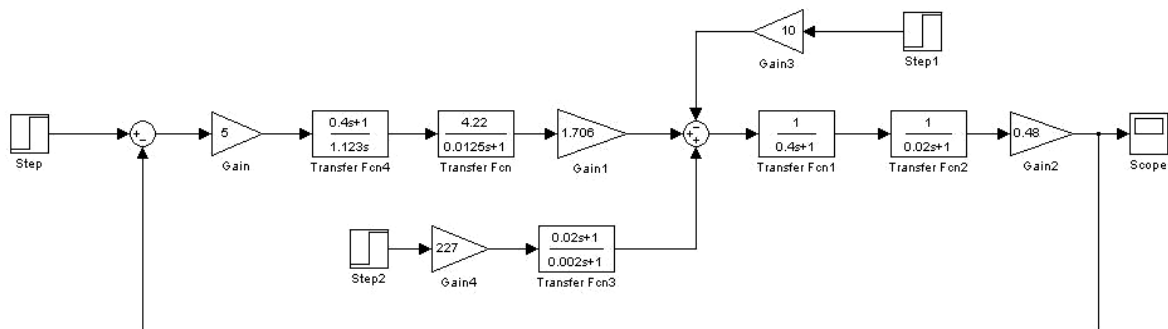 10
Gain3
Step1
Step
5
Gain
0.4s+1
1.123s
Transfer Fcn4
4.22
0.0125s+1
Transfer Fcn
1.706
Gain1
1
0.4s+1
Transfer Fcn1
1
0.02s+1
Transfer Fcn2
0.48
Gain2
Scope
Step2
227
Gain4
0.02s+1
0.002s+1
Transfer Fcn3